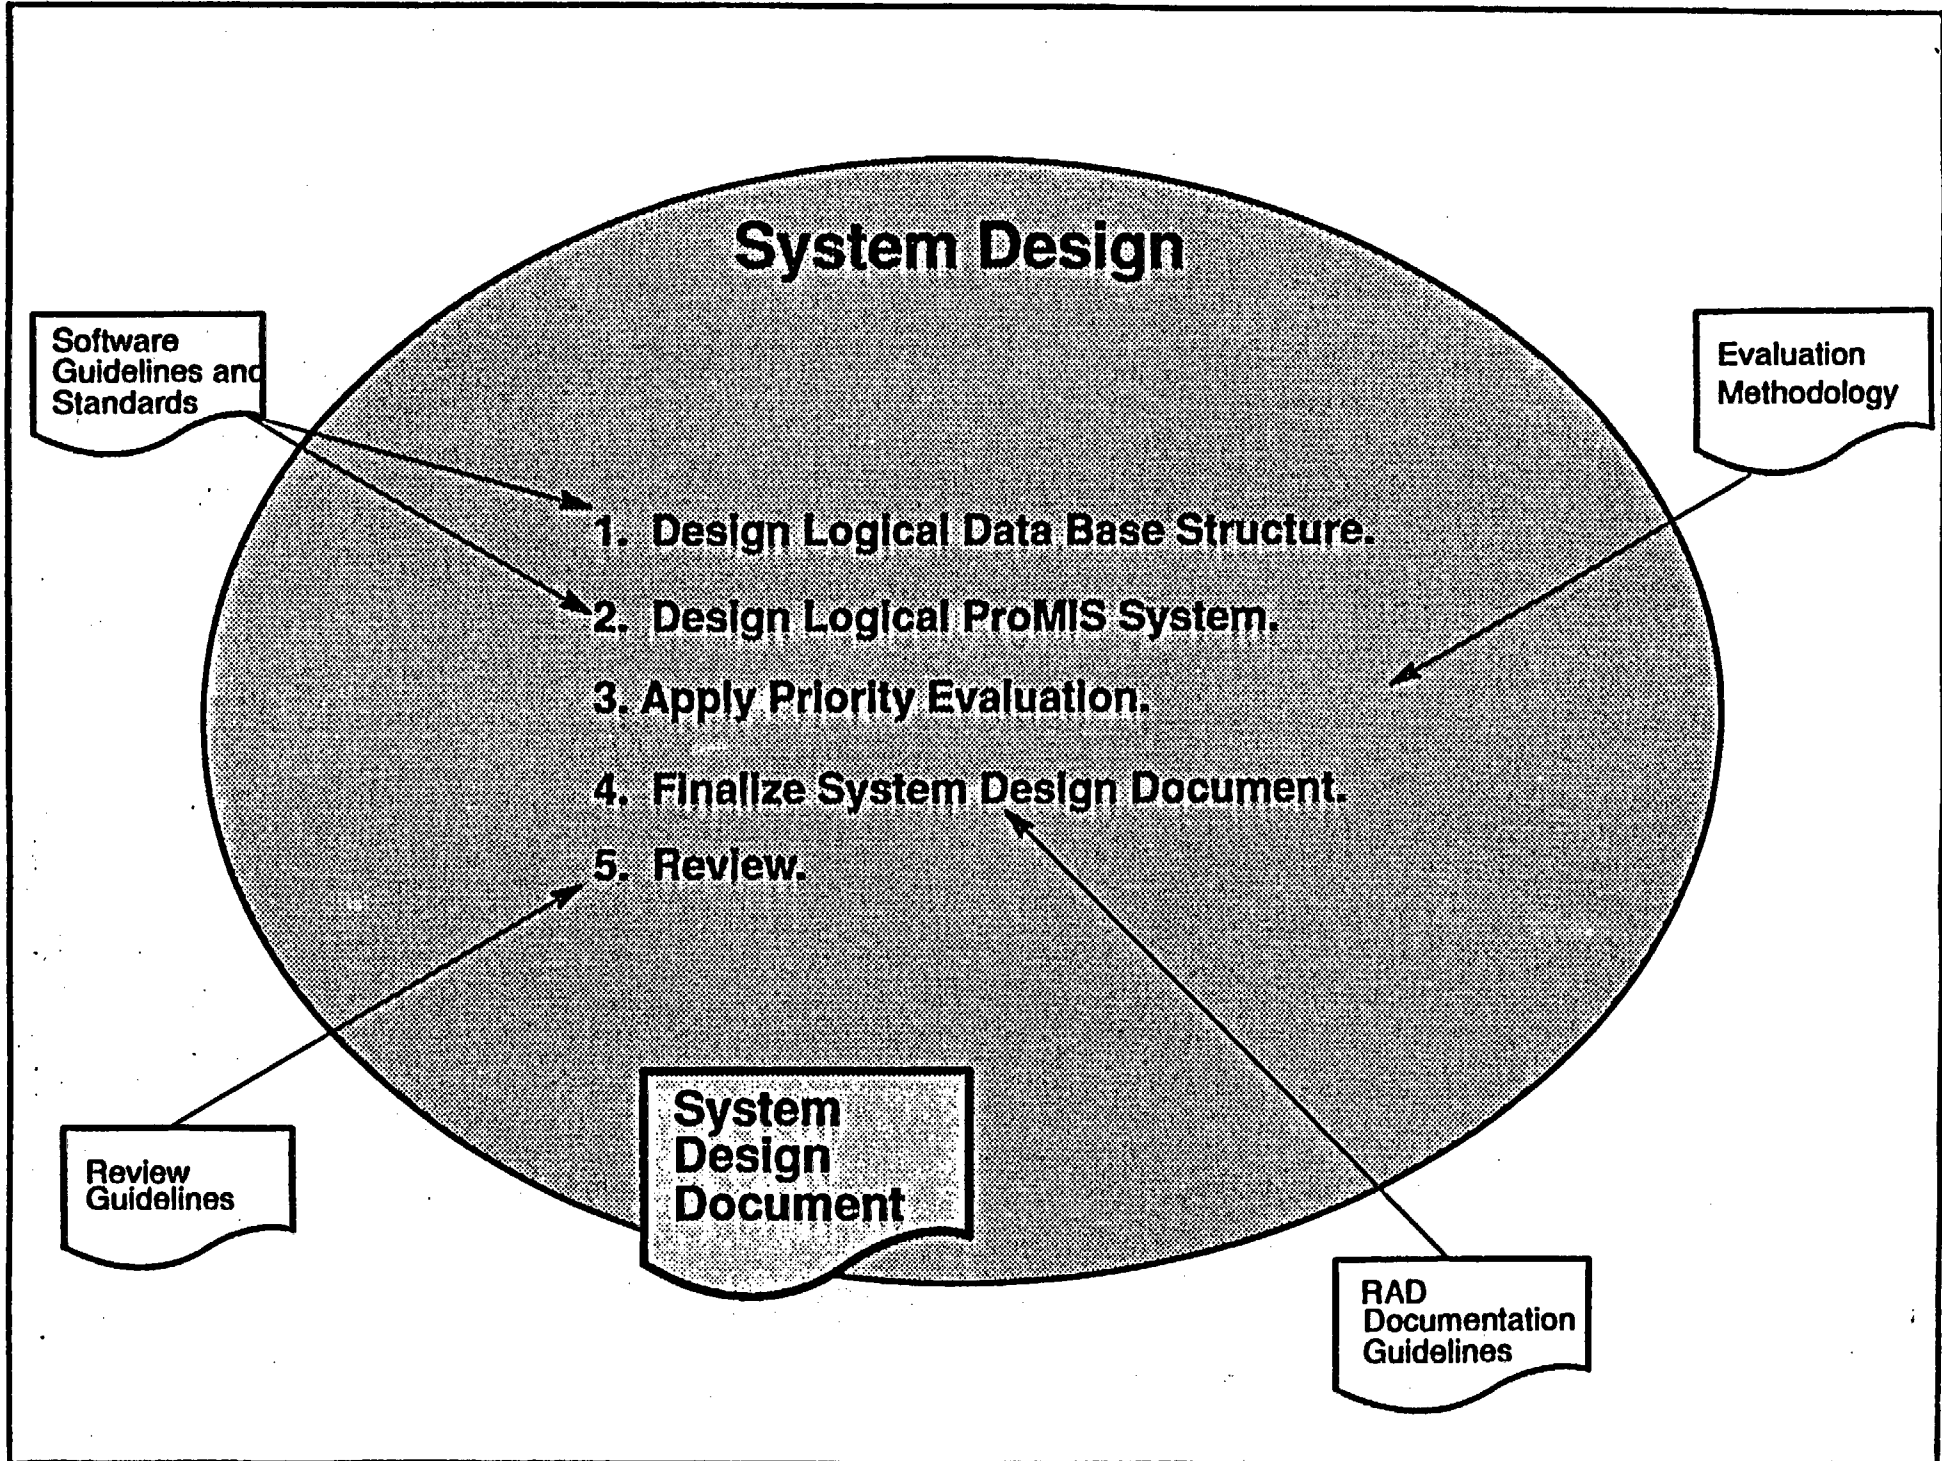 System Design
Software
Guidelines and
Standards
Evaluation
Methodology
1. Design Logical Data Base Structure.
2. Design Logical ProMIS System.
3. Apply Priority Evaluation.
4. Finalize System Design Document.
5. Review.
System
Design
Document
Review
Guidelines
RAD
Documentation
Guidelines